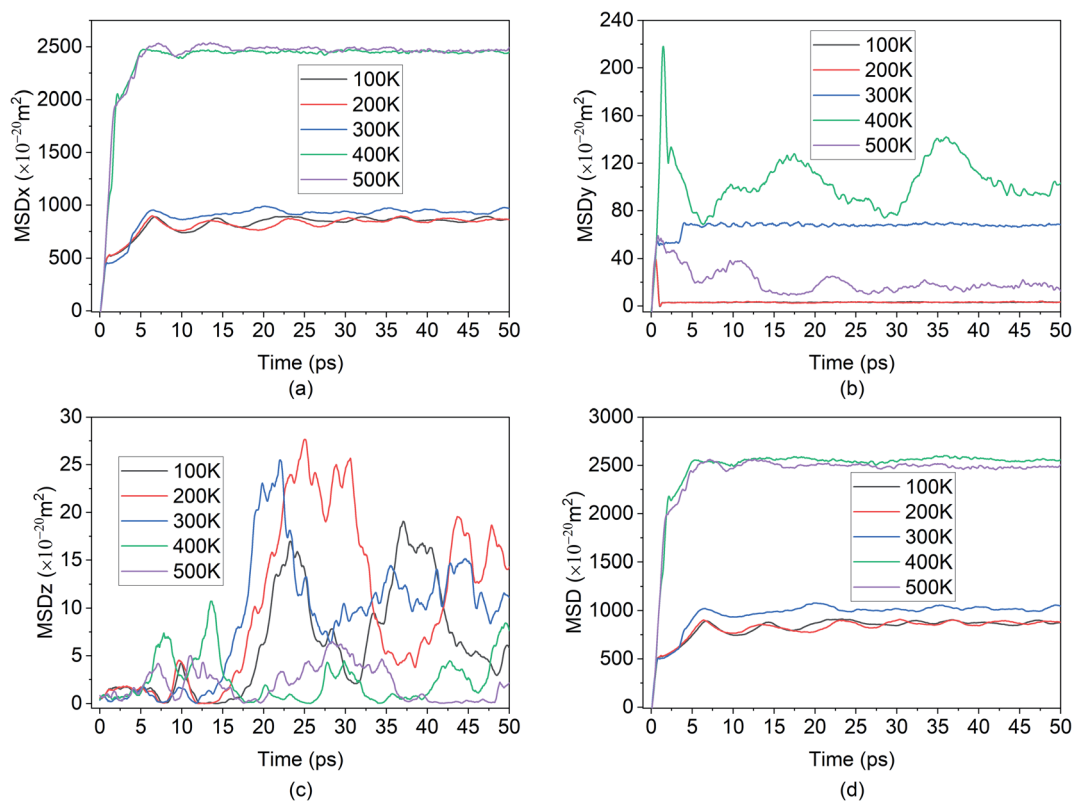 MSDx (×10⁻²⁰m²)
2500
2000
1500
1000
500
0
100K
200K
300K
400K
500K
0 5 10 15 20 25 30 35 40 45 50
Time (ps)
(a)
MSDy (×10⁻²⁰m²)
240
200
160
120
80
40
0
100K
200K
300K
400K
500K
0 5 10 15 20 25 30 35 40 45 50
Time (ps)
(b)
MSDz (×10⁻²⁰m²)
30
25
20
15
10
5
0
100K
200K
300K
400K
500K
0 5 10 15 20 25 30 35 40 45 50
Time (ps)
(c)
MSD (×10⁻²⁰m²)
3000
2500
2000
1500
1000
500
0
100K
200K
300K
400K
500K
0 5 10 15 20 25 30 35 40 45 50
Time (ps)
(d)